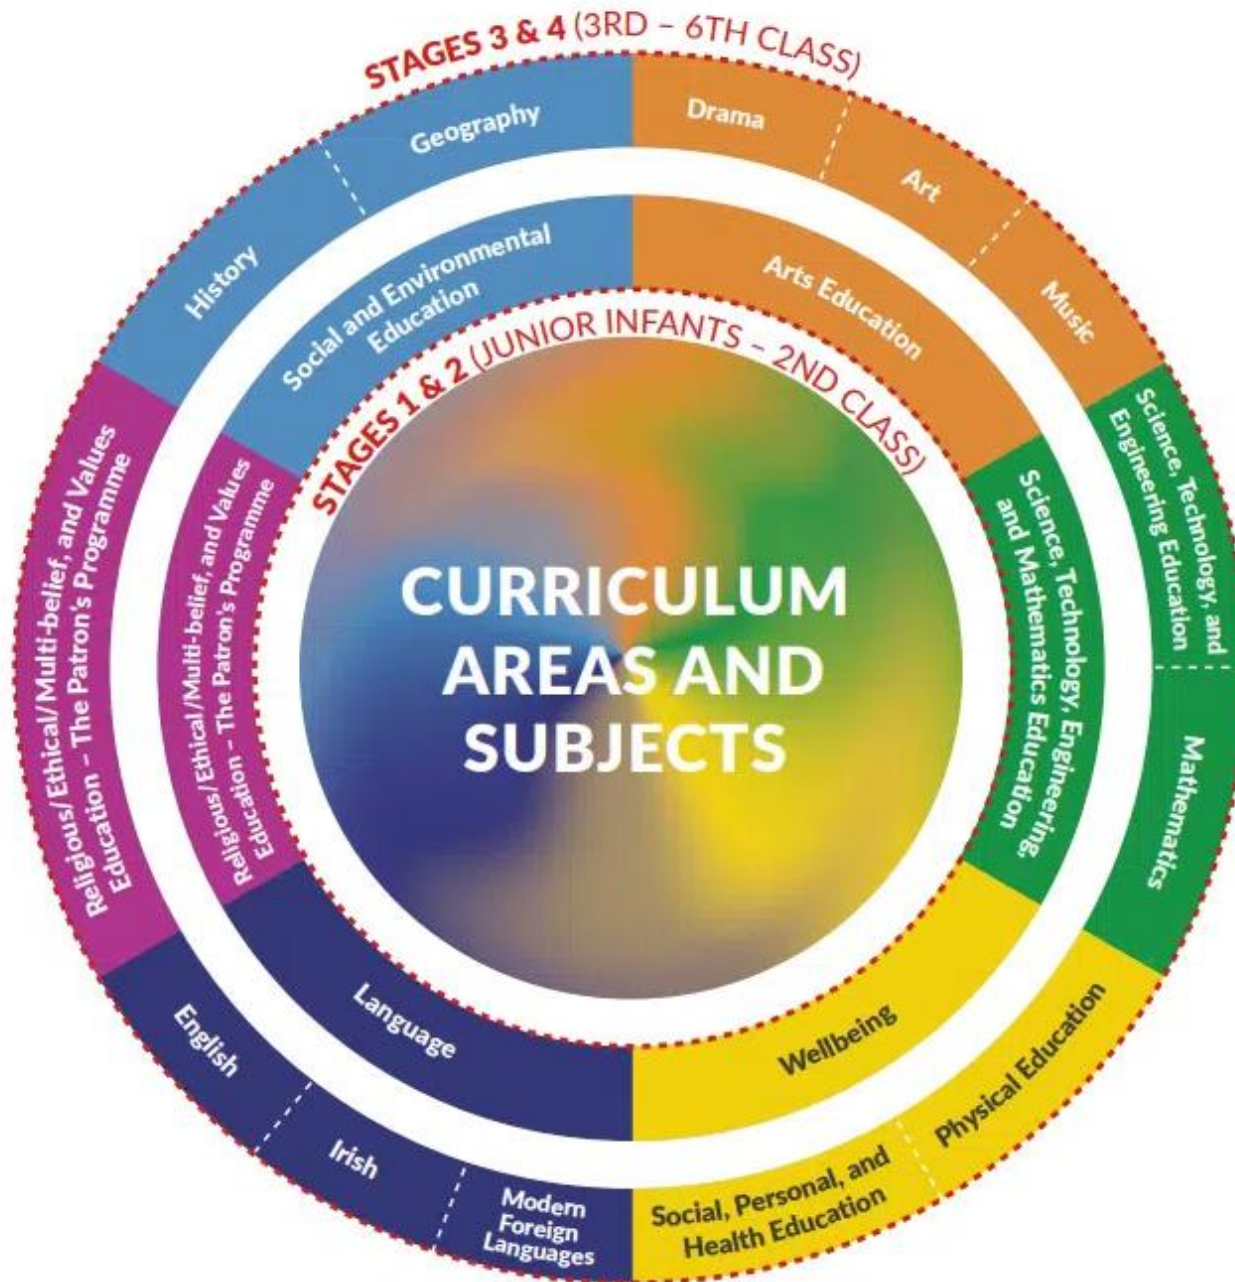 STAGES 3 & 4 (3RD – 6TH CLASS)
Geography
Drama
Art
Music
History
Social and Environmental
Education
Arts Education
STAGES 1 & 2 (JUNIOR INFANTS – 2ND CLASS)
Science, Technology, and
Engineering Education
Science, Technology, Engineering,
and Mathematics Education
Mathematics
Religious/Ethical/Multi-belief, and Values
Education – The Patron's Programme
Religious/Ethical/Multi-belief, and Values
Education – The Patron's Programme
CURRICULUM
AREAS AND
SUBJECTS
Language
Wellbeing
English
Irish
Modern
Foreign
Languages
Social, Personal, and
Health Education
Physical Education